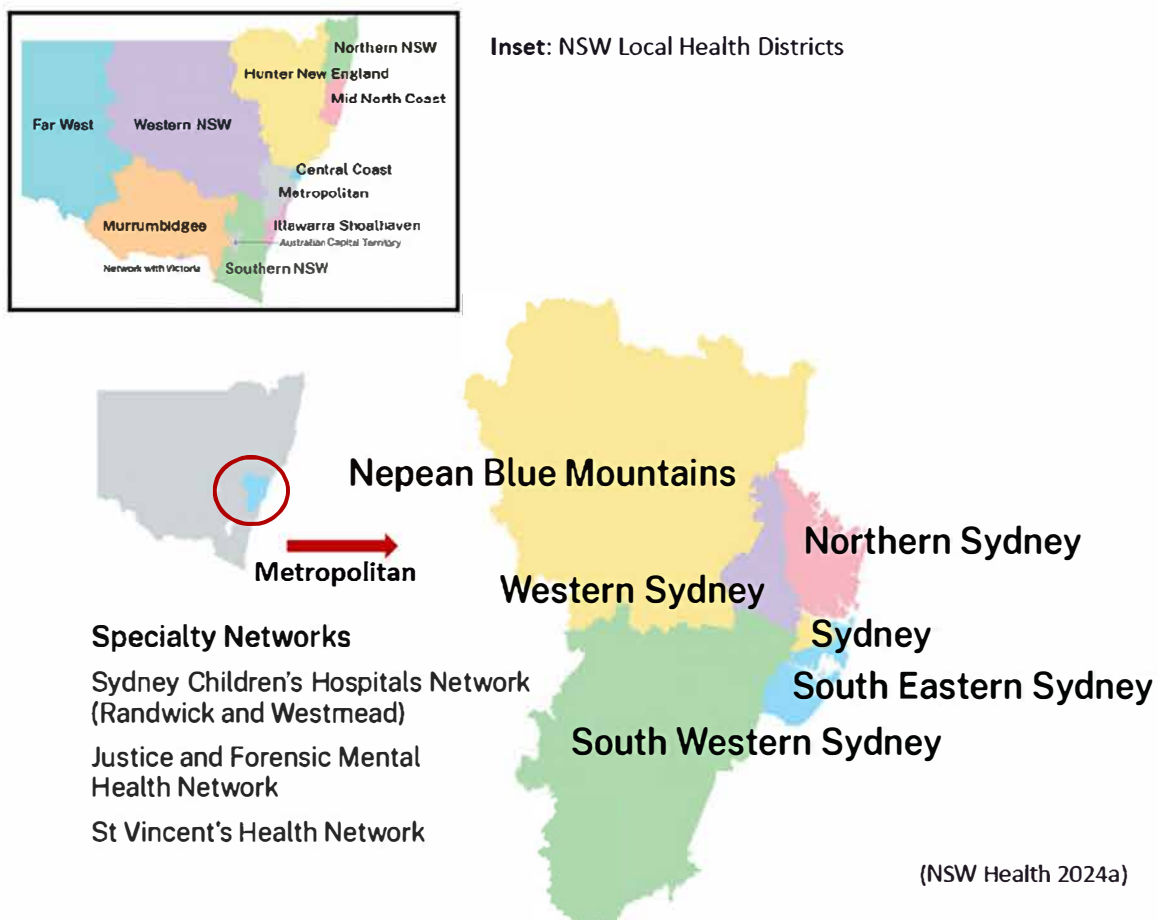 Northern NSW
Hunter New England
Mid North Coast
Far West
Western NSW
Central Coast
Metropolitan
Murrumbidgee
Illawarra Shoalhaven
Australian Capital Territory
Network with Victoria
Southern NSW
Inset: NSW Local Health Districts
Metropolitan
Nepean Blue Mountains
Northern Sydney
Western Sydney
Sydney
South Eastern Sydney
South Western Sydney
Specialty Networks
Sydney Children's Hospitals Network
(Randwick and Westmead)
Justice and Forensic Mental
Health Network
St Vincent's Health Network
(NSW Health 2024a)